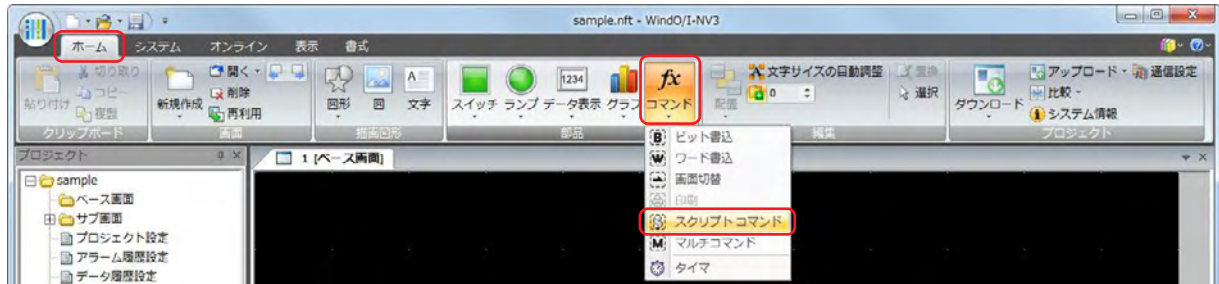 sample.nft - WindO/I-NV3
ホーム システム オンライン 表示 書式
切り取り
コピー
複製
貼り付け
クリップボード
新規作成
開く
削除
再利用
画面
図形 図 文字
描画図形
スイッチ ランプ データ表示 グラフ コマンド
1234
A
fx
部品
配置
文字サイズの自動調整
0
置換
選択
編集
ダウンロード
アップロード
比較
システム情報
通信設定
プロジェクト
B ビット書込
W ワード書込
画面切替
印刷
S スクリプトコマンド
M マルチコマンド
タイマ
プロジェクト
1 [ベース画面]
sample
ベース画面
サブ画面
プロジェクト設定
アラーム履歴設定
データ履歴設定